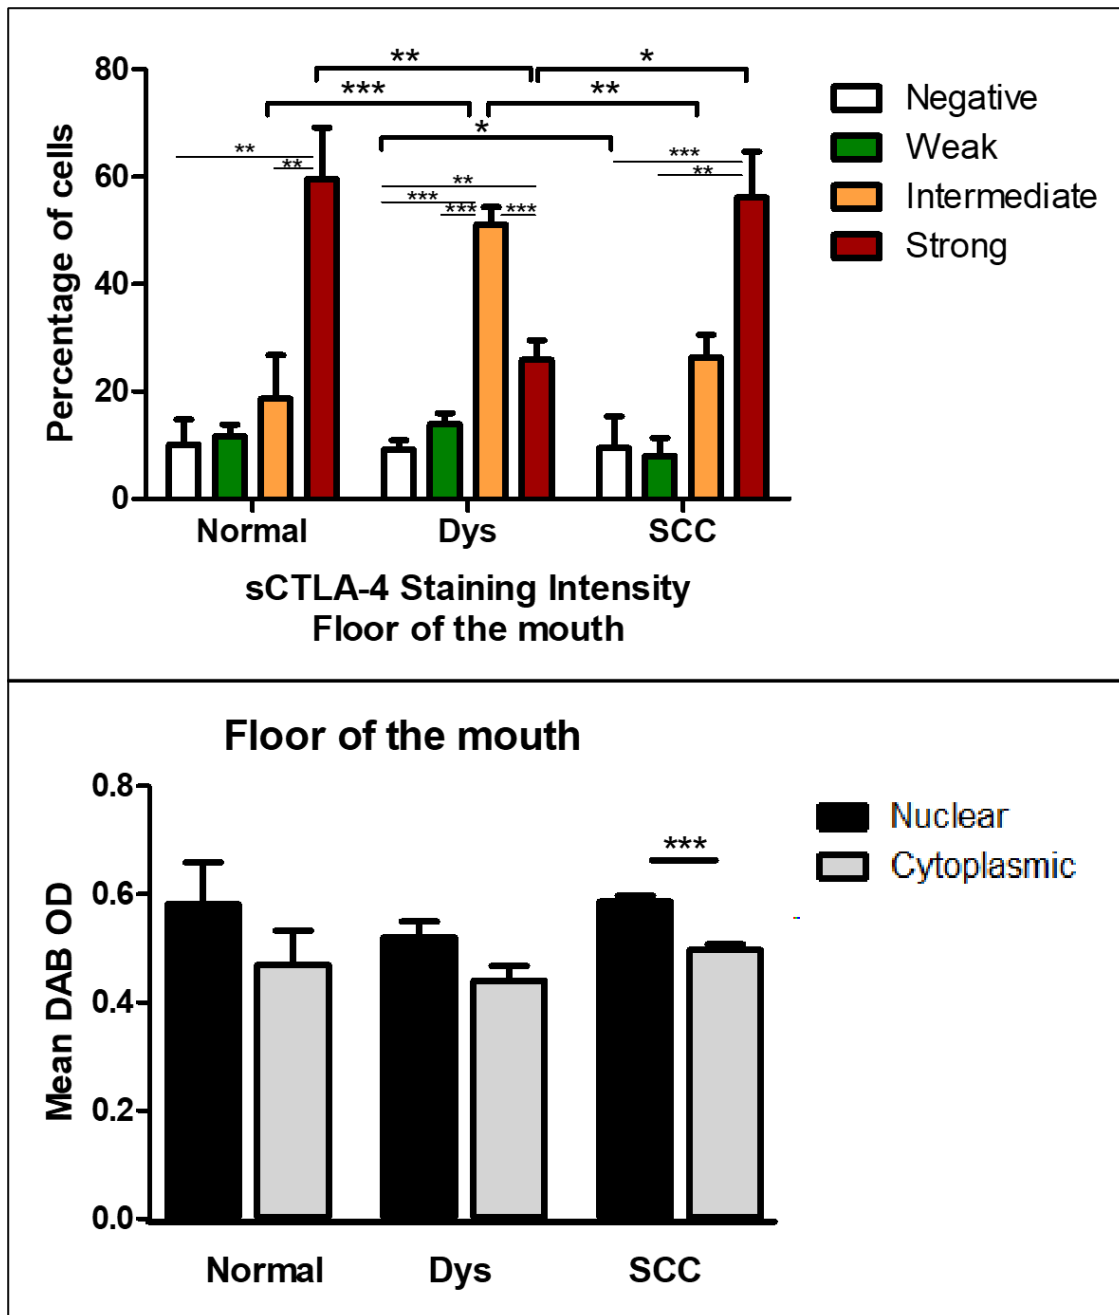 ** *
80 *** ** Negative
* Weak
** ***
60 ** ** ** Intermediate
***
*** *** Strong
40
20
0
Percentage of cells
Normal Dys SCC
sCTLA-4 Staining Intensity
Floor of the mouth
Floor of the mouth
0.8
Nuclear
*** Cytoplasmic
0.6
0.4
0.2
0.0
Mean DAB OD
Normal Dys SCC